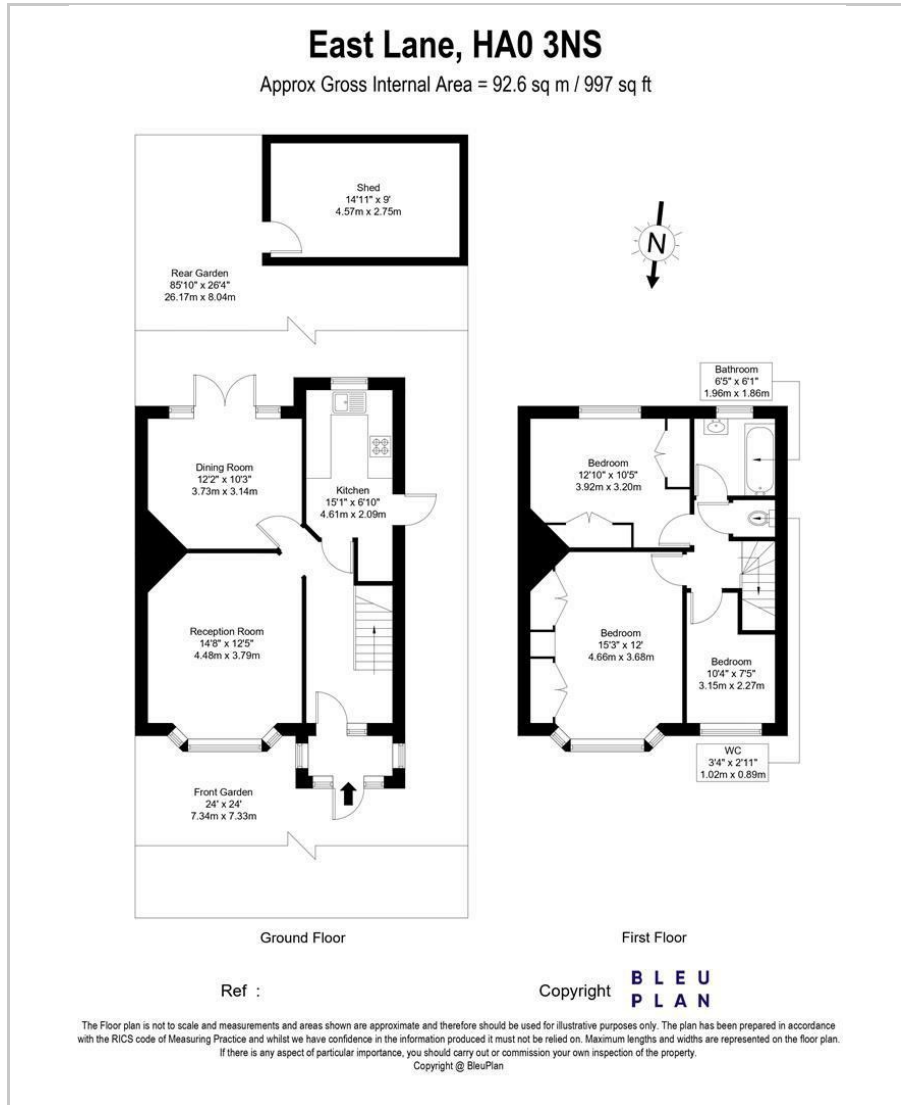 East Lane, HA0 3NS
Approx Gross Internal Area = 92.6 sq m / 997 sq ft
Shed
14'11" x 9'
4.57m x 2.75m
N
Rear Garden
85'10" x 26'4"
26.17m x 8.04m
Dining Room
12'2" x 10'3"
3.73m x 3.14m
Kitchen
15'1" x 6'10"
4.61m x 2.09m
Reception Room
14'8" x 12'5"
4.48m x 3.79m
Front Garden
24' x 24'
7.34m x 7.33m
Bathroom
6'5" x 6'1"
1.96m x 1.86m
Bedroom
12'10" x 10'5"
3.92m x 3.20m
Bedroom
15'3" x 12'
4.66m x 3.68m
Bedroom
10'4" x 7'5"
3.15m x 2.27m
WC
3'4" x 2'11"
1.02m x 0.89m
Ground Floor
First Floor
Ref :
Copyright
BLEU
PLAN
The Floor plan is not to scale and measurements and areas shown are approximate and therefore should be used for illustrative purposes only. The plan has been prepared in accordance
with the RICS code of Measuring Practice and whilst we have confidence in the information produced it must not be relied on. Maximum lengths and widths are represented on the floor plan.
If there is any aspect of particular importance, you should carry out or commission your own inspection of the property.
Copyright @ BleuPlan